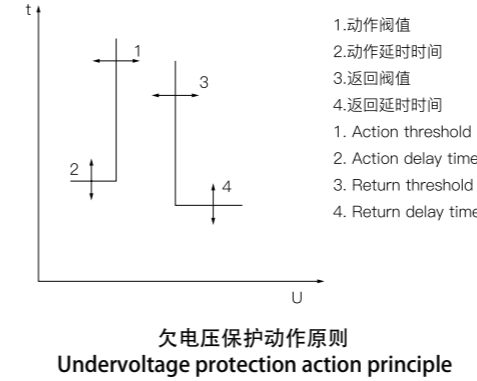 t
1
3
2
4
U
1.动作阀值
2.动作延时时间
3.返回阀值
4.返回延时时间
1. Action threshold
2. Action delay time
3. Return threshold
4. Return delay time
欠电压保护动作原则
Undervoltage protection action principle